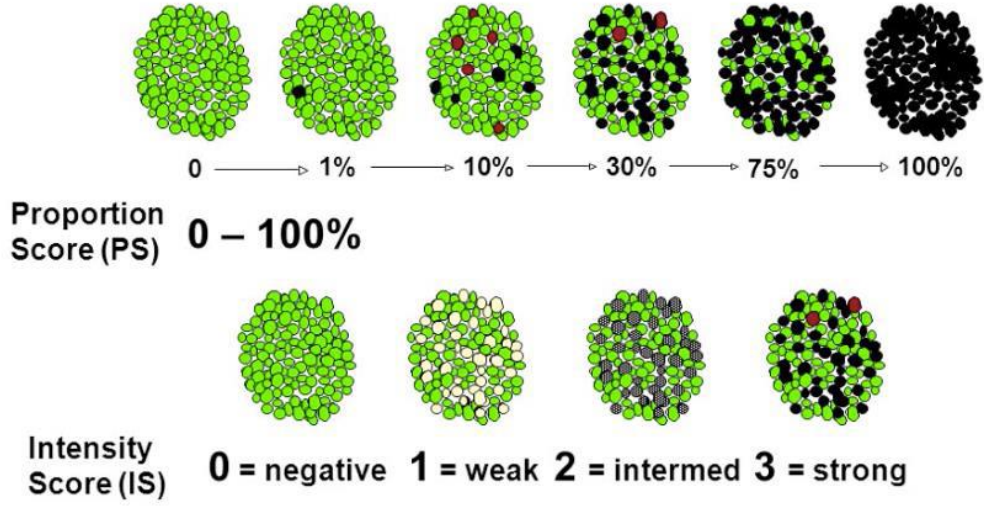 0 1% 10% 30% 75% 100%
Proportion
Score (PS) 0 – 100%
Intensity
Score (IS) 0 = negative 1 = weak 2 = intermed 3 = strong